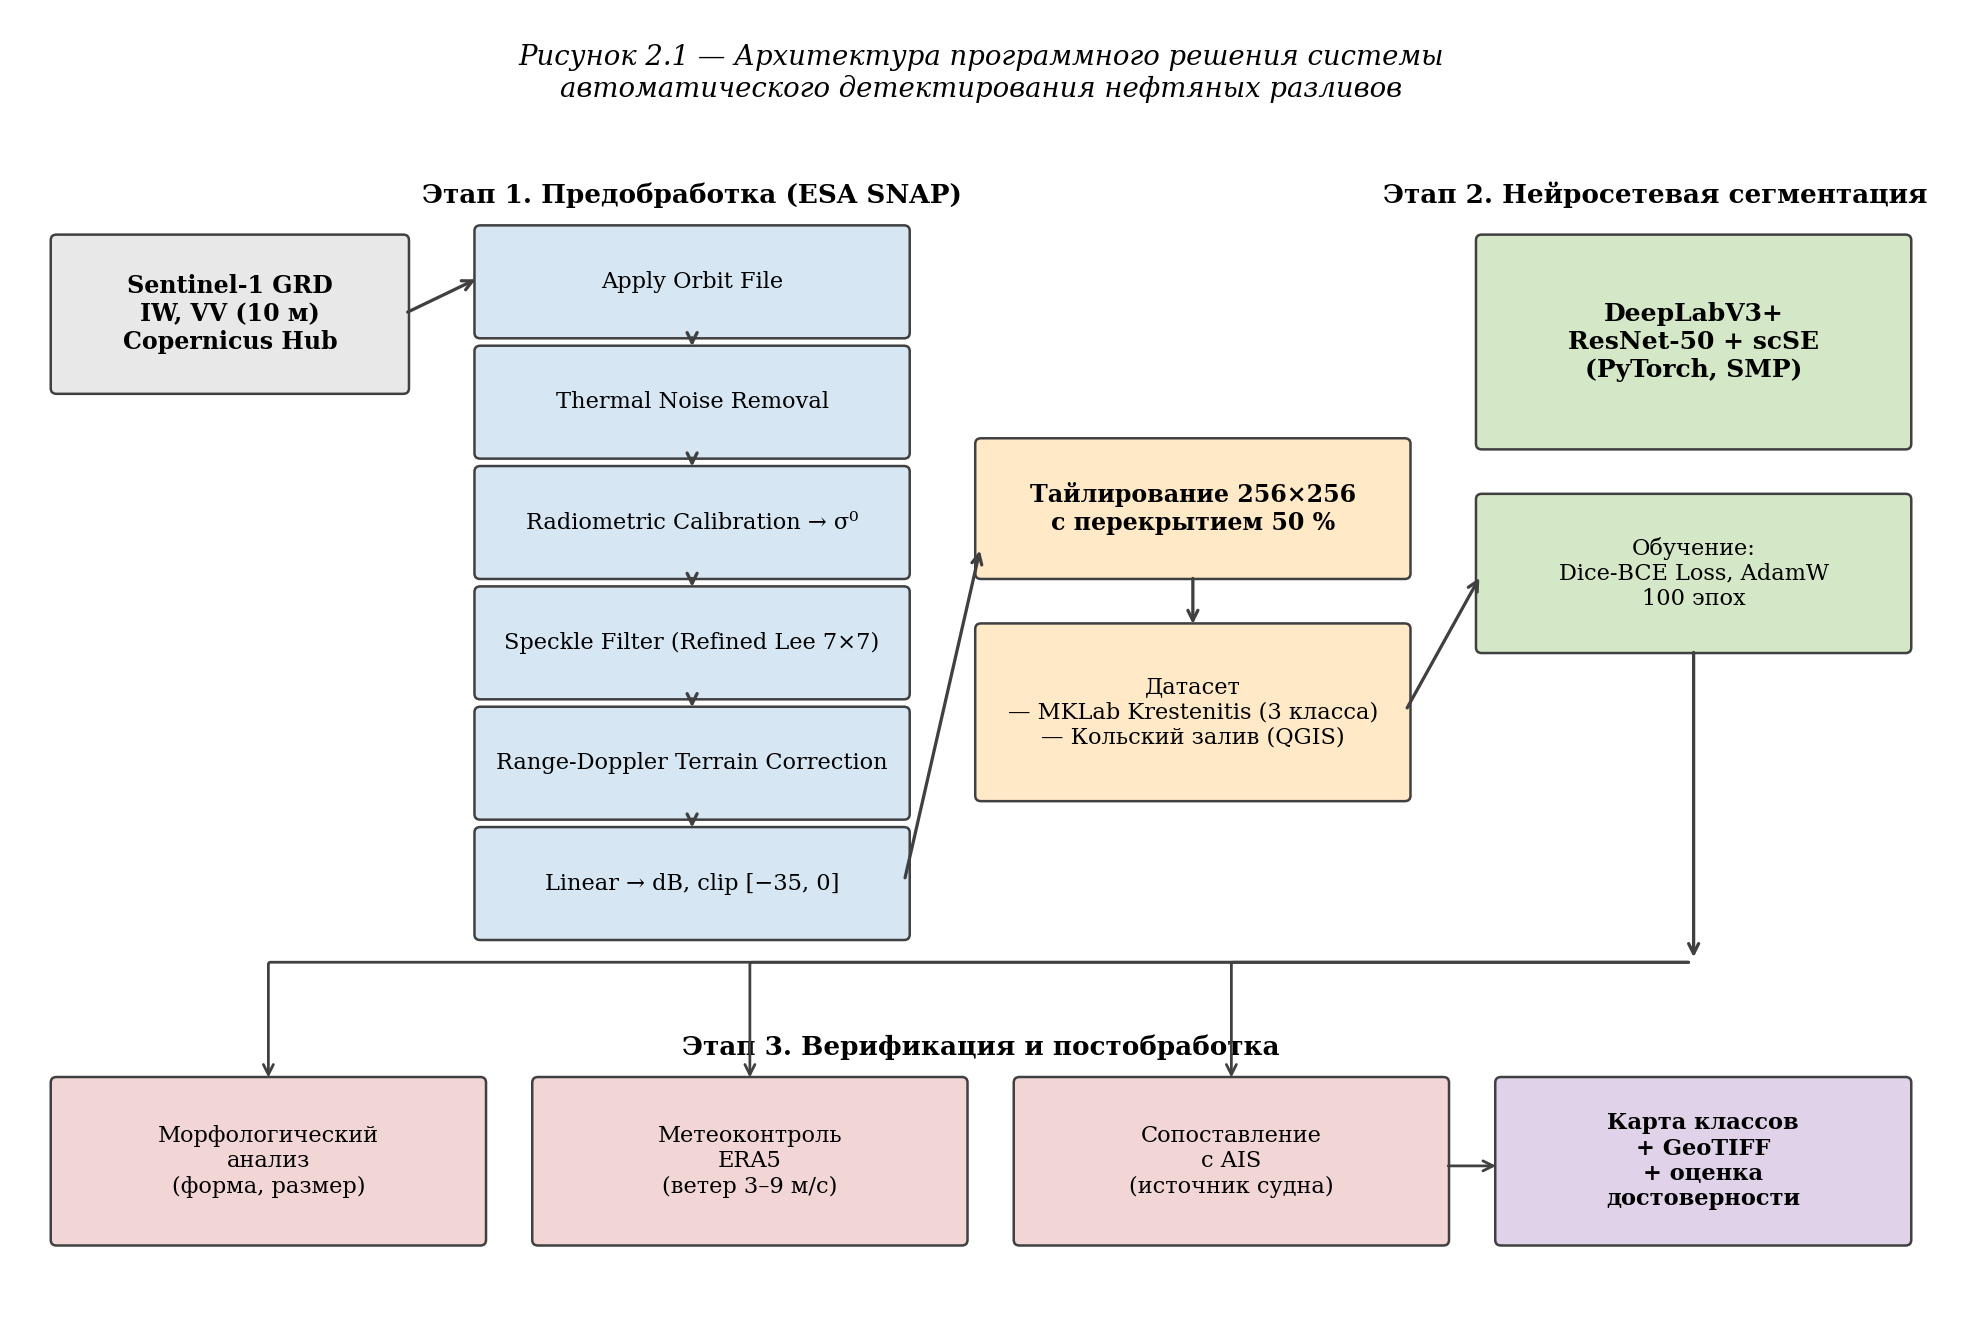 Рисунок 2.1 — Архитектура программного решения системы
автоматического детектирования нефтяных разливов
Этап 1. Предобработка (ESA SNAP)
Этап 2. Нейросетевая сегментация
Sentinel-1 GRD
IW, VV (10 м)
Copernicus Hub
Apply Orbit File
Thermal Noise Removal
Radiometric Calibration → σ⁰
Speckle Filter (Refined Lee 7×7)
Range-Doppler Terrain Correction
Linear → dB, clip [−35, 0]
Тайлирование 256×256
с перекрытием 50 %
Датасет
— MKLab Krestenitis (3 класса)
— Кольский залив (QGIS)
DeepLabV3+
ResNet-50 + scSE
(PyTorch, SMP)
Обучение:
Dice-BCE Loss, AdamW
100 эпох
Этап 3. Верификация и постобработка
Морфологический
анализ
(форма, размер)
Метеоконтроль
ERA5
(ветер 3–9 м/с)
Сопоставление
с AIS
(источник судна)
Карта классов
+ GeoTIFF
+ оценка
достоверности